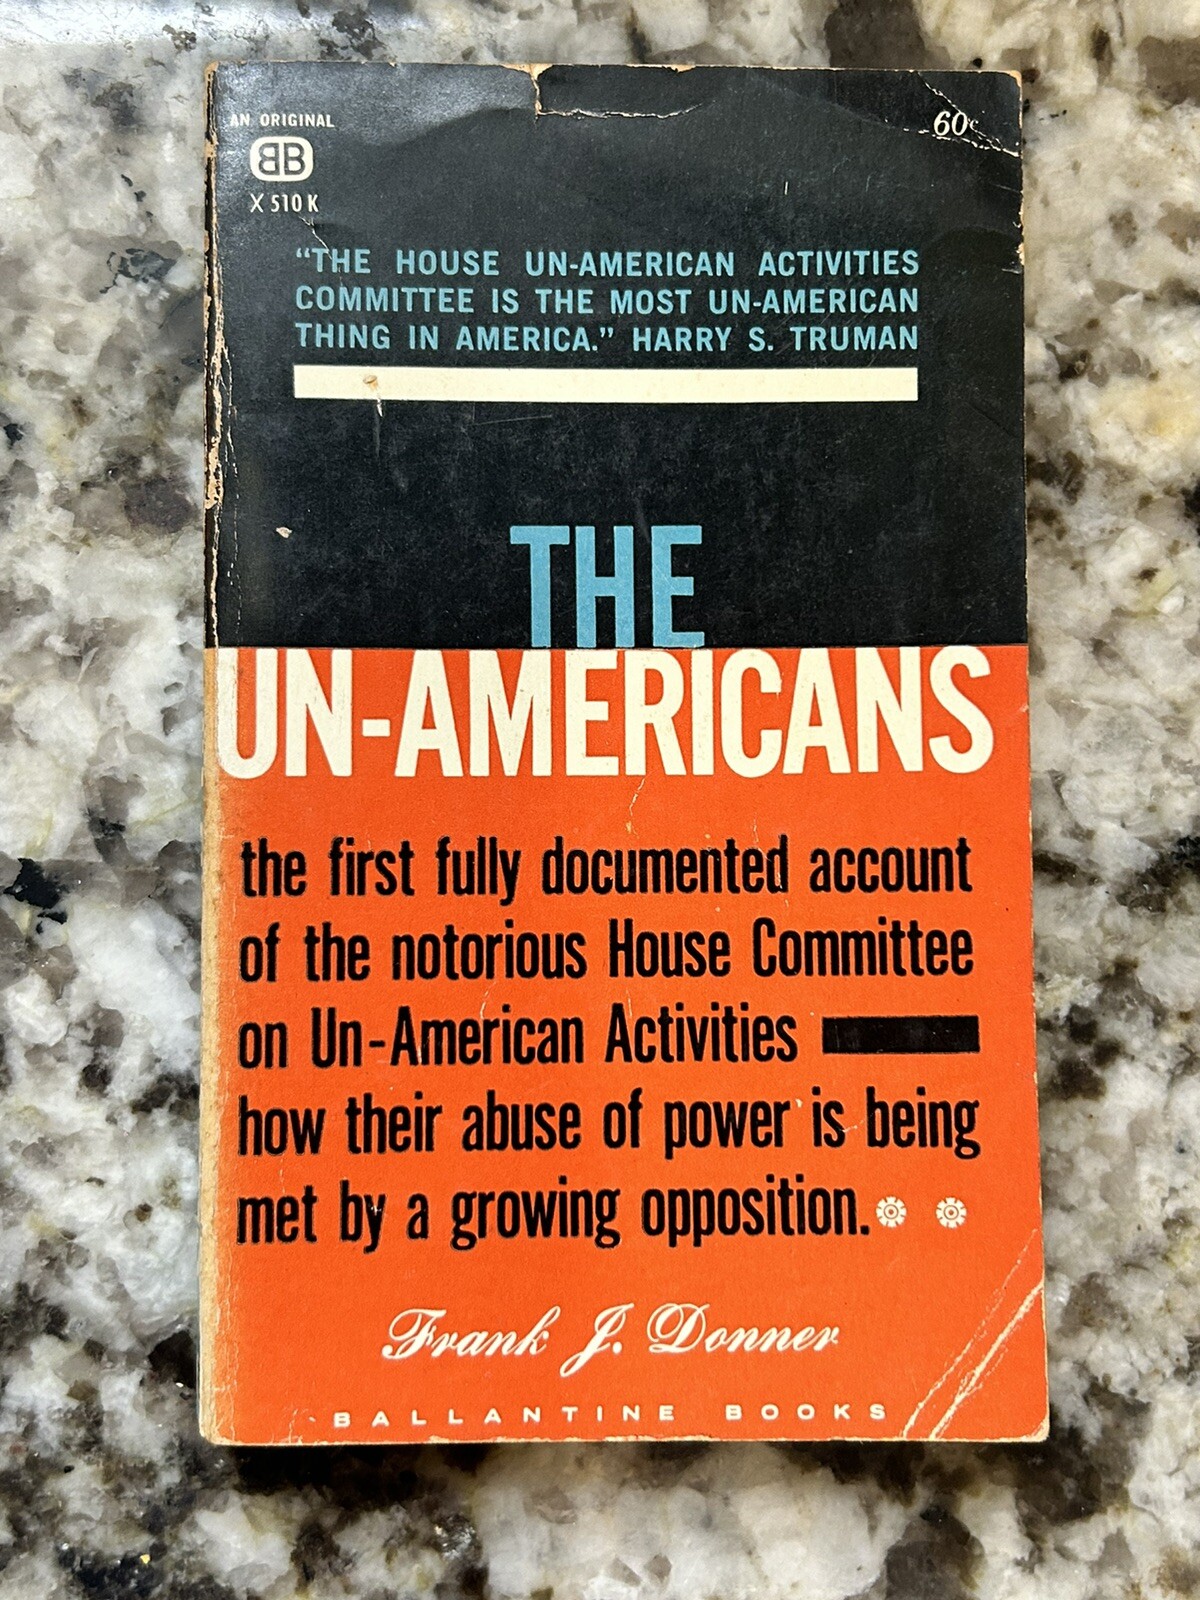 AN ORIGINAL
BB
X 510 K
60¢
“THE HOUSE UN-AMERICAN ACTIVITIES
COMMITTEE IS THE MOST UN-AMERICAN
THING IN AMERICA.” HARRY S. TRUMAN
THE
UN-AMERICANS
the first fully documented account
of the notorious House Committee
on Un-American Activities
how their abuse of power is being
met by a growing opposition.
Frank J. Donner
BALLANTINE BOOKS